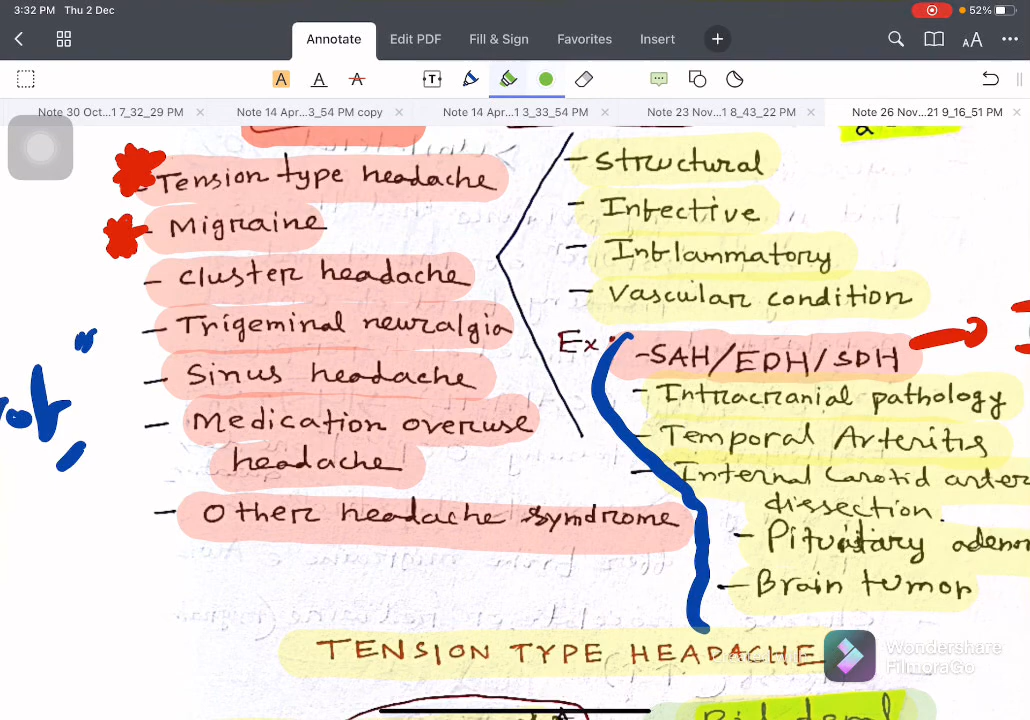 3:32 PM Thu 2 Dec
52%
Annotate Edit PDF Fill & Sign Favorites Insert
Note 30 Oct...1 7_32_29 PM
Note 14 Apr...3_54 PM copy
Note 14 Apr...1 3_33_54 PM
Note 23 Nov...1 8_43_22 PM
Note 26 Nov...21 9_16_51 PM
- Tension type headache
- Migraine
- Cluster headache
- Trigeminal neuralgia
- Sinus headache
- Medication overuse
headache
- Other headache syndrome
- Structural
- Infective
- Inflammatory
- Vascular condition
Ex:
- SAH/EDH/SDH
- Intracranial pathology
- Temporal Arteritis
- Internal Carotid arter
dissection.
- Pituitary adenom
- Brain tumor
TENSION TYPE HEADACHE
Created with
Wondershare
FilmoraGo